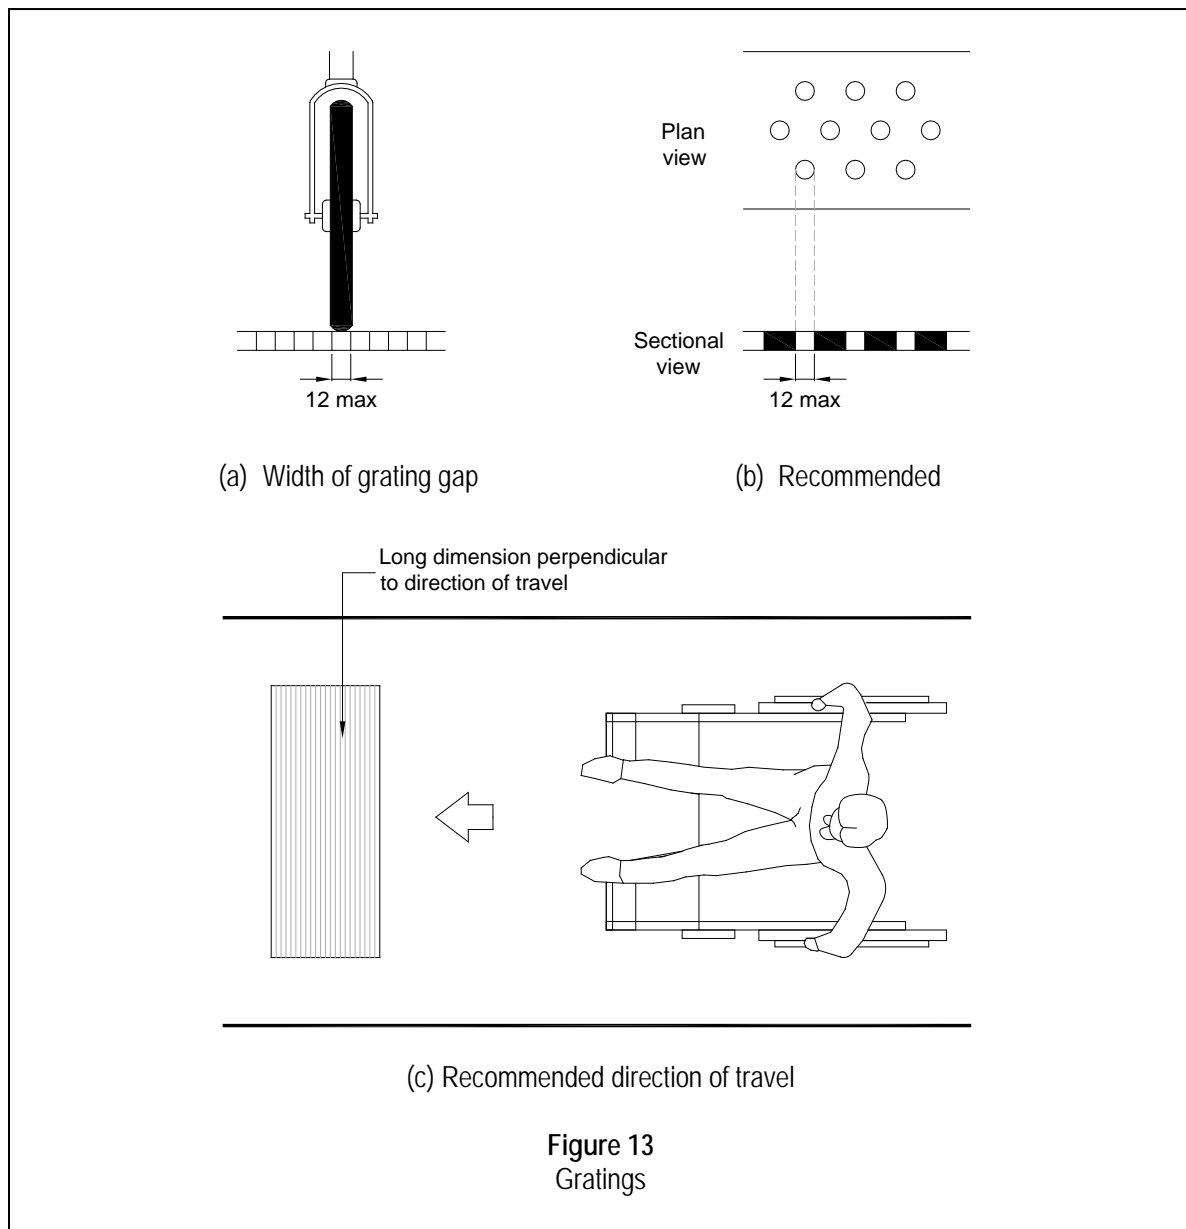 Plan
view
Sectional
view
12 max
12 max
(a) Width of grating gap
(b) Recommended
Long dimension perpendicular
to direction of travel
(c) Recommended direction of travel
Figure 13
Gratings